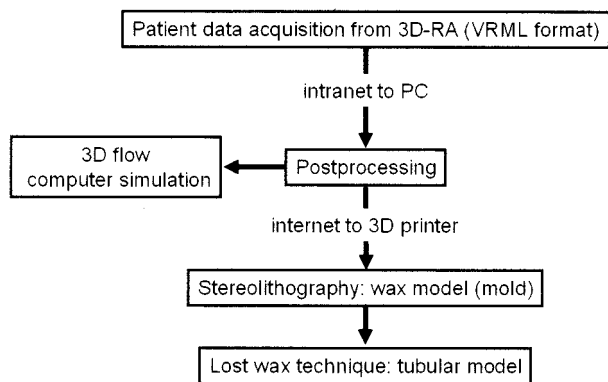 Patient data acquisition from 3D-RA (VRML format)
intranet to PC
3D flow
computer simulation
Postprocessing
internet to 3D printer
Stereolithography: wax model (mold)
Lost wax technique: tubular model